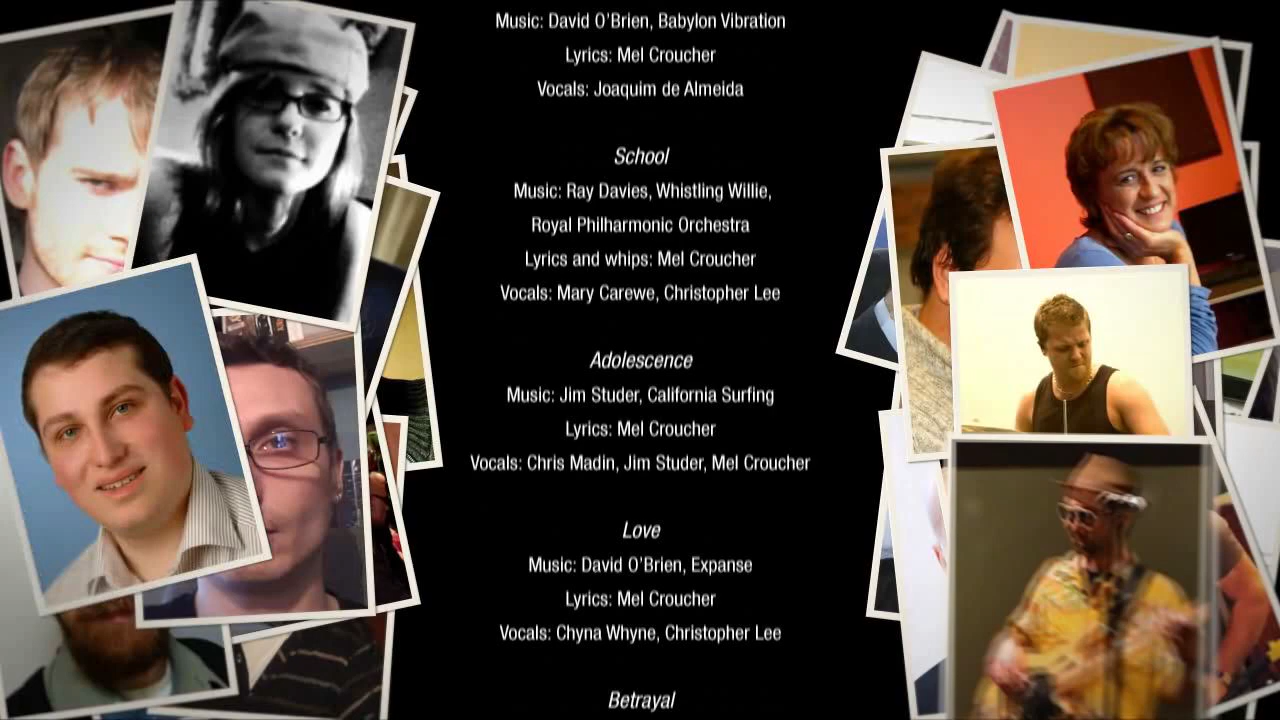 Music: David O'Brien, Babylon Vibration
Lyrics: Mel Croucher
Vocals: Joaquim de Almeida
School
Music: Ray Davies, Whistling Willie,
Royal Philharmonic Orchestra
Lyrics and whips: Mel Croucher
Vocals: Mary Carewe, Christopher Lee
Adolescence
Music: Jim Studer, California Surfing
Lyrics: Mel Croucher
Vocals: Chris Madin, Jim Studer, Mel Croucher
Love
Music: David O'Brien, Expanse
Lyrics: Mel Croucher
Vocals: Chyna Whyne, Christopher Lee
Betrayal